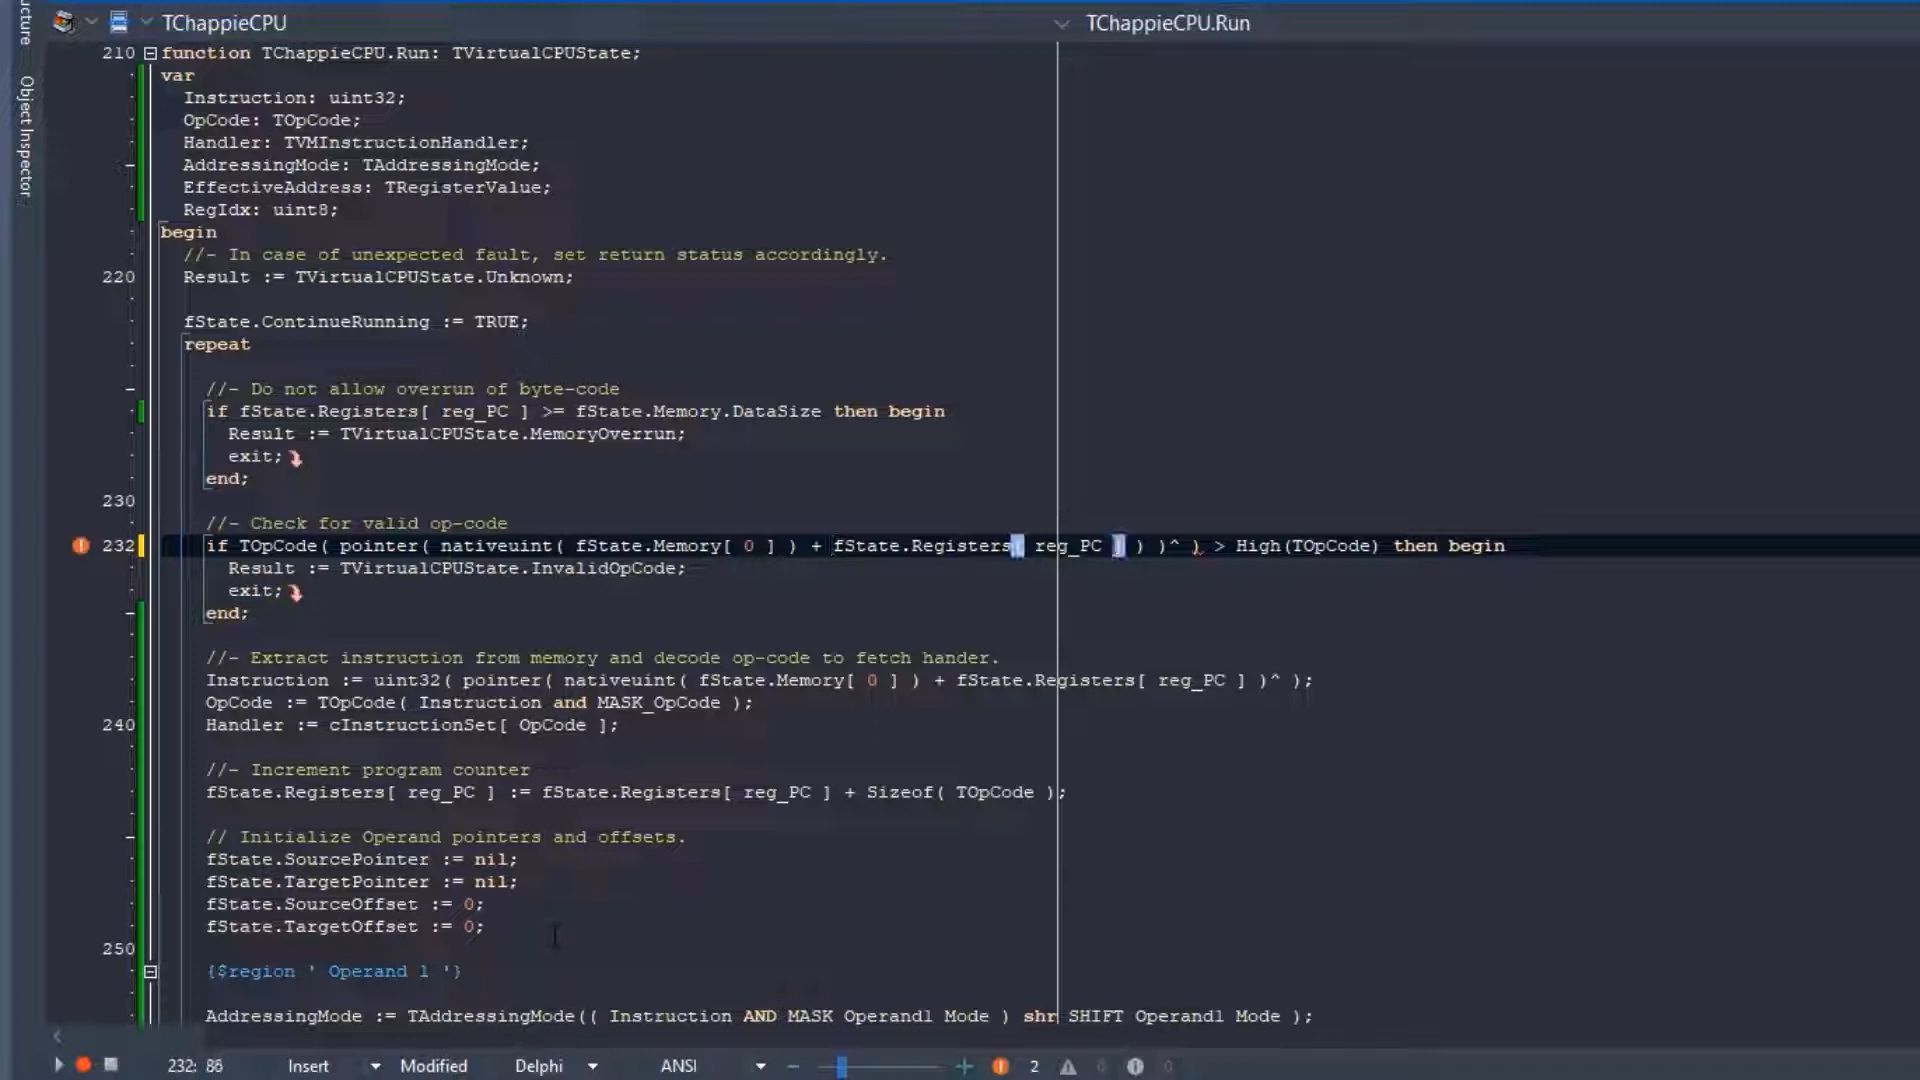 TChappieCPU TChappieCPU.Run
ucture
Object Inspector
210 function TChappieCPU.Run: TVirtualCPUState;
var
Instruction: uint32;
OpCode: TOpCode;
Handler: TVMInstructionHandler;
AddressingMode: TAddressingMode;
EffectiveAddress: TRegisterValue;
RegIdx: uint8;
begin
//- In case of unexpected fault, set return status accordingly.
220 Result := TVirtualCPUState.Unknown;
fState.ContinueRunning := TRUE;
repeat
//- Do not allow overrun of byte-code
if fState.Registers[ reg_PC ] >= fState.Memory.DataSize then begin
Result := TVirtualCPUState.MemoryOverrun;
exit;
end;
230
//- Check for valid op-code
232 if TOpCode( pointer( nativeuint( fState.Memory[ 0 ] ) + fState.Registers[ reg_PC ] ) )^ ) > High(TOpCode) then begin
Result := TVirtualCPUState.InvalidOpCode;
exit;
end;
//- Extract instruction from memory and decode op-code to fetch hander.
Instruction := uint32( pointer( nativeuint( fState.Memory[ 0 ] ) + fState.Registers[ reg_PC ] )^ );
OpCode := TOpCode( Instruction and MASK_OpCode );
240 Handler := cInstructionSet[ OpCode ];
//- Increment program counter
fState.Registers[ reg_PC ] := fState.Registers[ reg_PC ] + Sizeof( TOpCode );
// Initialize Operand pointers and offsets.
fState.SourcePointer := nil;
fState.TargetPointer := nil;
fState.SourceOffset := 0;
fState.TargetOffset := 0;
250
{$region ' Operand 1 '}
AddressingMode := TAddressingMode(( Instruction AND MASK Operand1 Mode ) shr SHIFT Operand1 Mode );
232: 86 Insert Modified Delphi ANSI 2 0 0